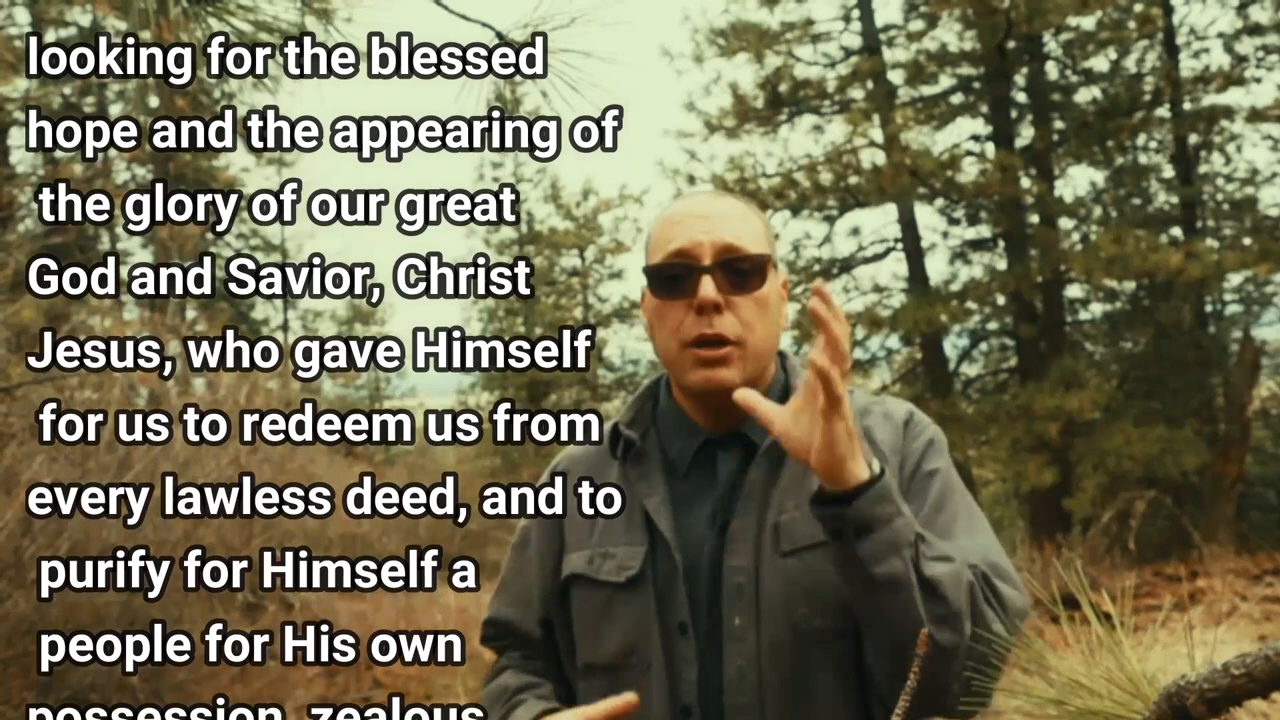 looking for the blessed
hope and the appearing of
the glory of our great
God and Savior, Christ
Jesus, who gave Himself
for us to redeem us from
every lawless deed, and to
purify for Himself a
people for His own
possession, zealous